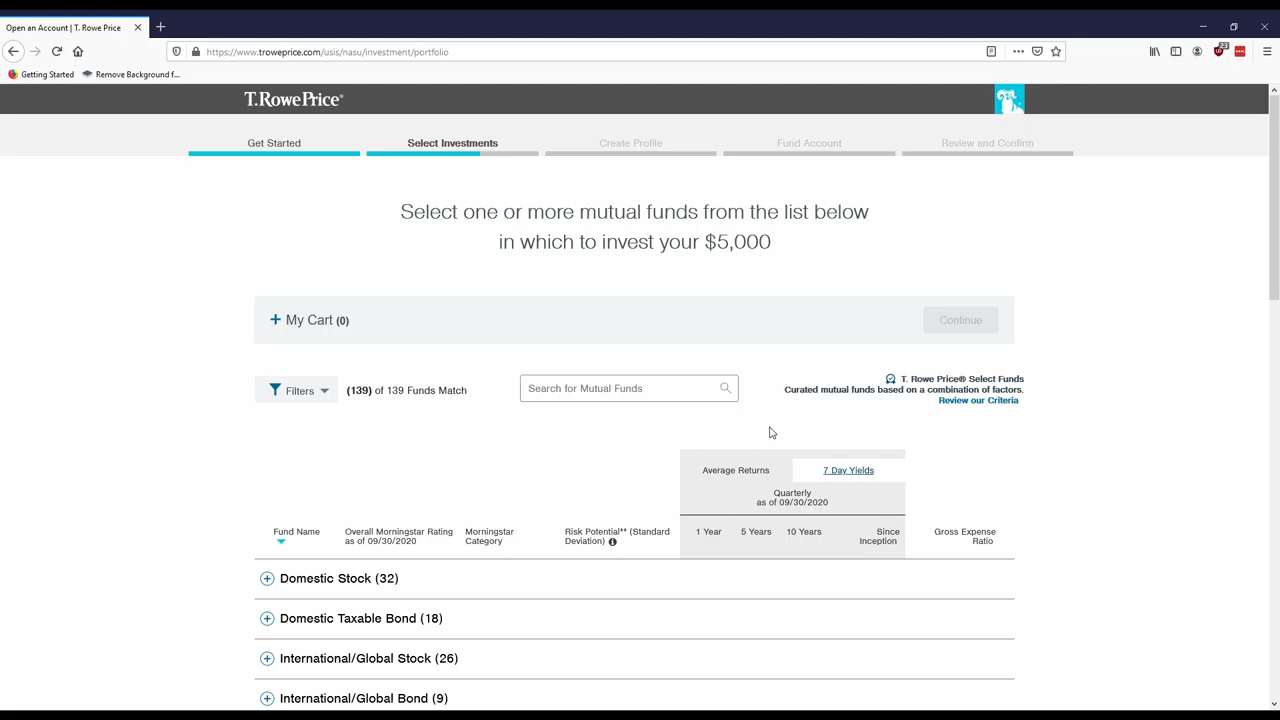 Open an Account | T. Rowe Price
https://www.troweprice.com/usis/nasu/investment/portfolio
23
Getting Started
Remove Background f...
T.RowePrice
Get Started
Select Investments
Create Profile
Fund Account
Review and Confirm
Select one or more mutual funds from the list below
in which to invest your $5,000
+ My Cart (0)
Continue
Filters
(139) of 139 Funds Match
Search for Mutual Funds
T. Rowe Price® Select Funds
Curated mutual funds based on a combination of factors.
Review our Criteria
Average Returns
7 Day Yields
Quarterly
as of 09/30/2020
Fund Name
Overall Morningstar Rating
as of 09/30/2020
Morningstar
Category
Risk Potential** (Standard
Deviation)
1 Year
5 Years
10 Years
Since
Inception
Gross Expense
Ratio
Domestic Stock (32)
Domestic Taxable Bond (18)
International/Global Stock (26)
International/Global Bond (9)